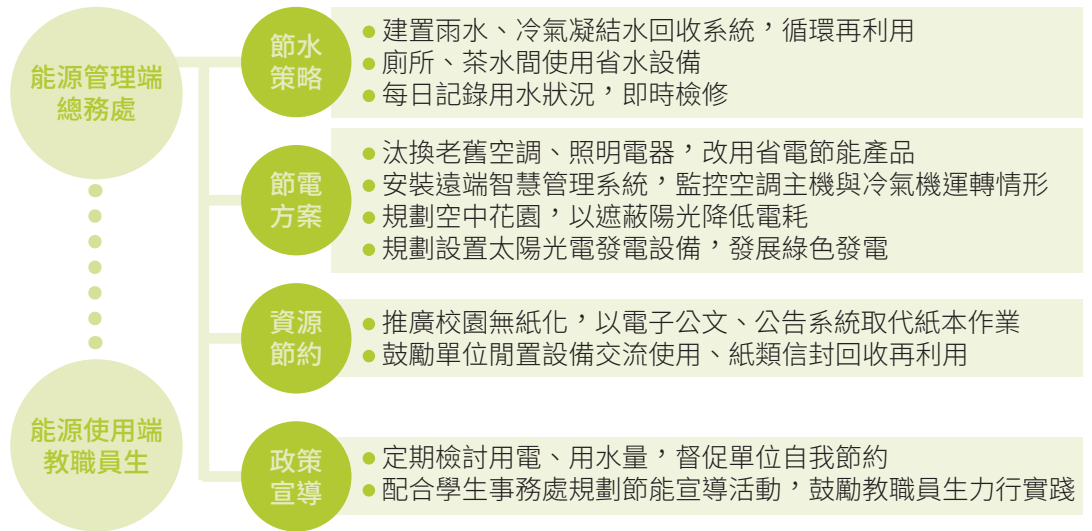 能源管理端
總務處
節水
策略
● 建置雨水、冷氣凝結水回收系統，循環再利用
● 廁所、茶水間使用省水設備
● 每日記錄用水狀況，即時檢修
節電
方案
● 汰換老舊空調、照明電器，改用省電節能產品
● 安裝遠端智慧管理系統，監控空調主機與冷氣機運轉情形
● 規劃空中花園，以遮蔽陽光降低電耗
● 規劃設置太陽光電發電設備，發展綠色發電
資源
節約
● 推廣校園無紙化，以電子公文、公告系統取代紙本作業
● 鼓勵單位閒置設備交流使用、紙類信封回收再利用
能源使用端
教職員生
政策
宣導
● 定期檢討用電、用水量，督促單位自我節約
● 配合學生事務處規劃節能宣導活動，鼓勵教職員生力行實踐